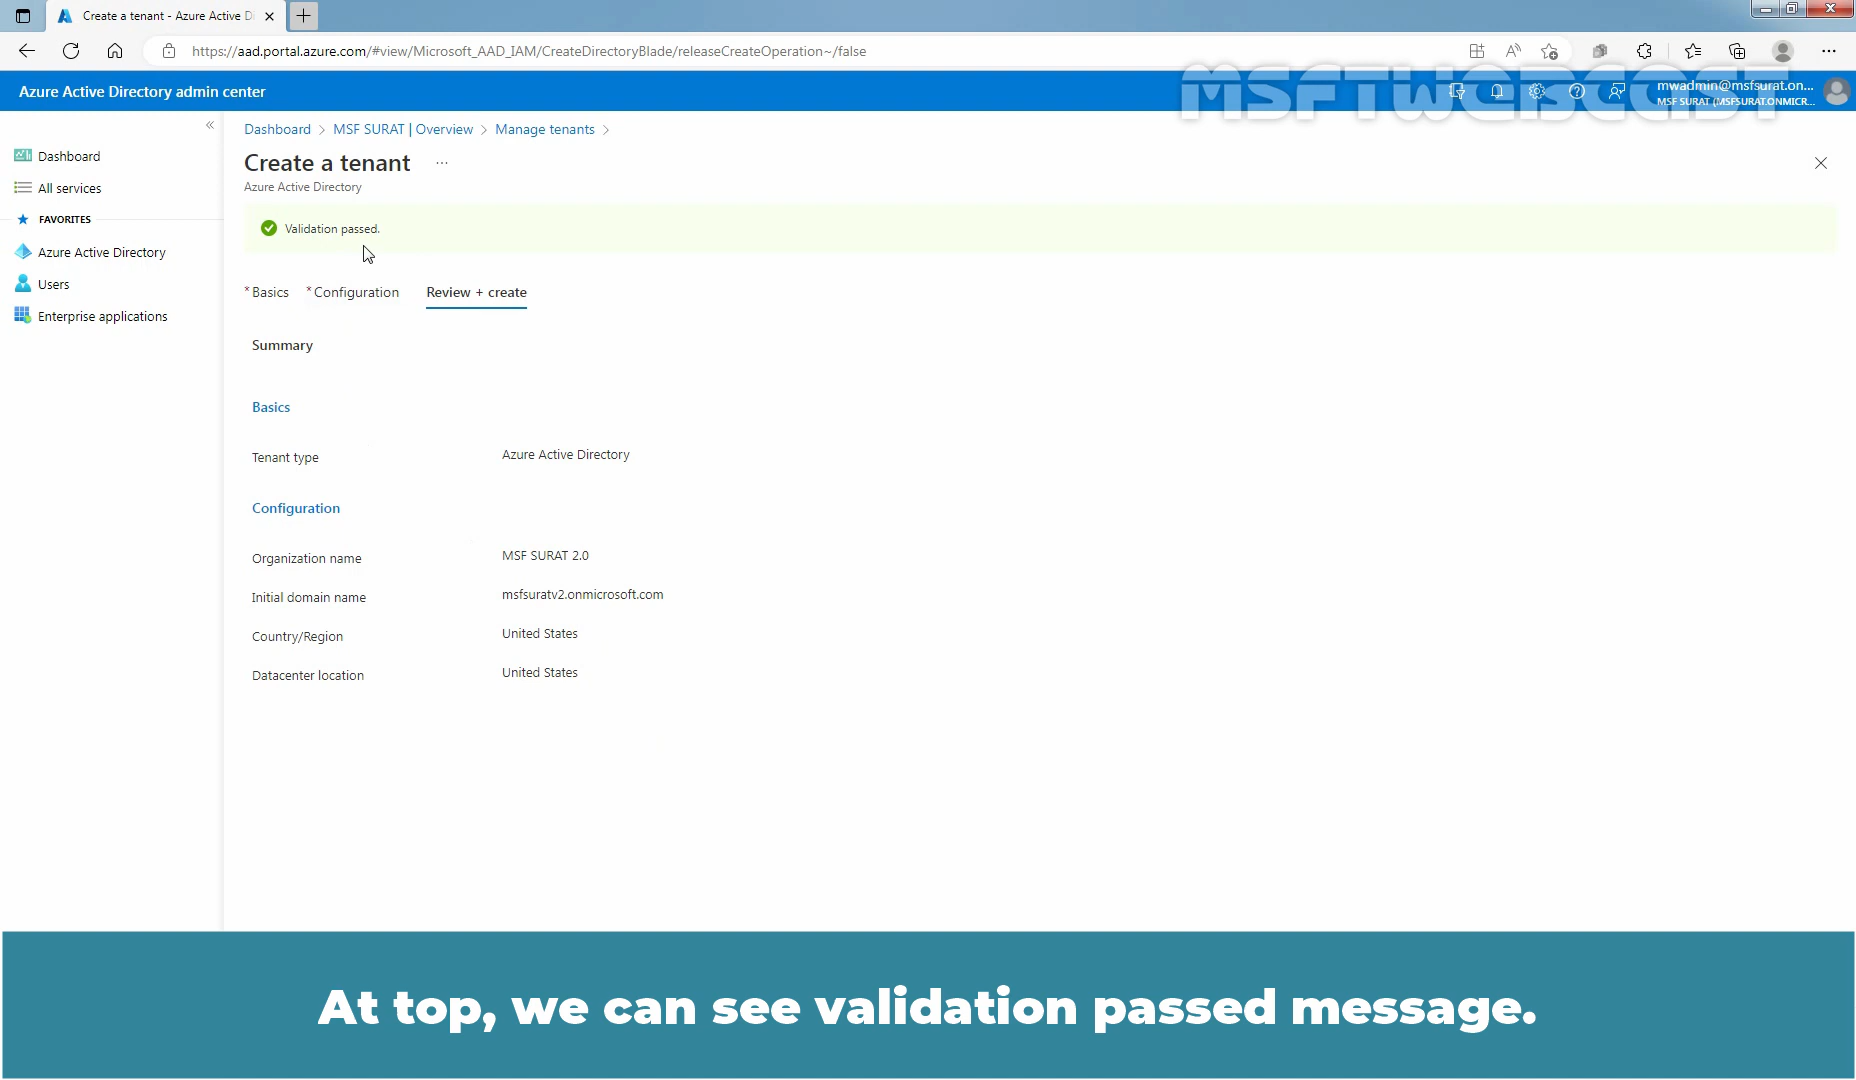 Create a tenant - Azure Active D
https://aad.portal.azure.com/#view/Microsoft_AAD_IAM/CreateDirectoryBlade/releaseCreateOperation~/false
MSFTWEBCAST
Azure Active Directory admin center
mwadmin@msfsurat.on...
MSF SURAT (MSFSURAT.ONMICR...
Dashboard > MSF SURAT | Overview > Manage tenants >
Create a tenant ...
Azure Active Directory
Dashboard
All services
FAVORITES
Azure Active Directory
Users
Enterprise applications
Validation passed.
* Basics * Configuration Review + create
Summary
Basics
Tenant type Azure Active Directory
Configuration
Organization name MSF SURAT 2.0
Initial domain name msfsuratv2.onmicrosoft.com
Country/Region United States
Datacenter location United States
At top, we can see validation passed message.